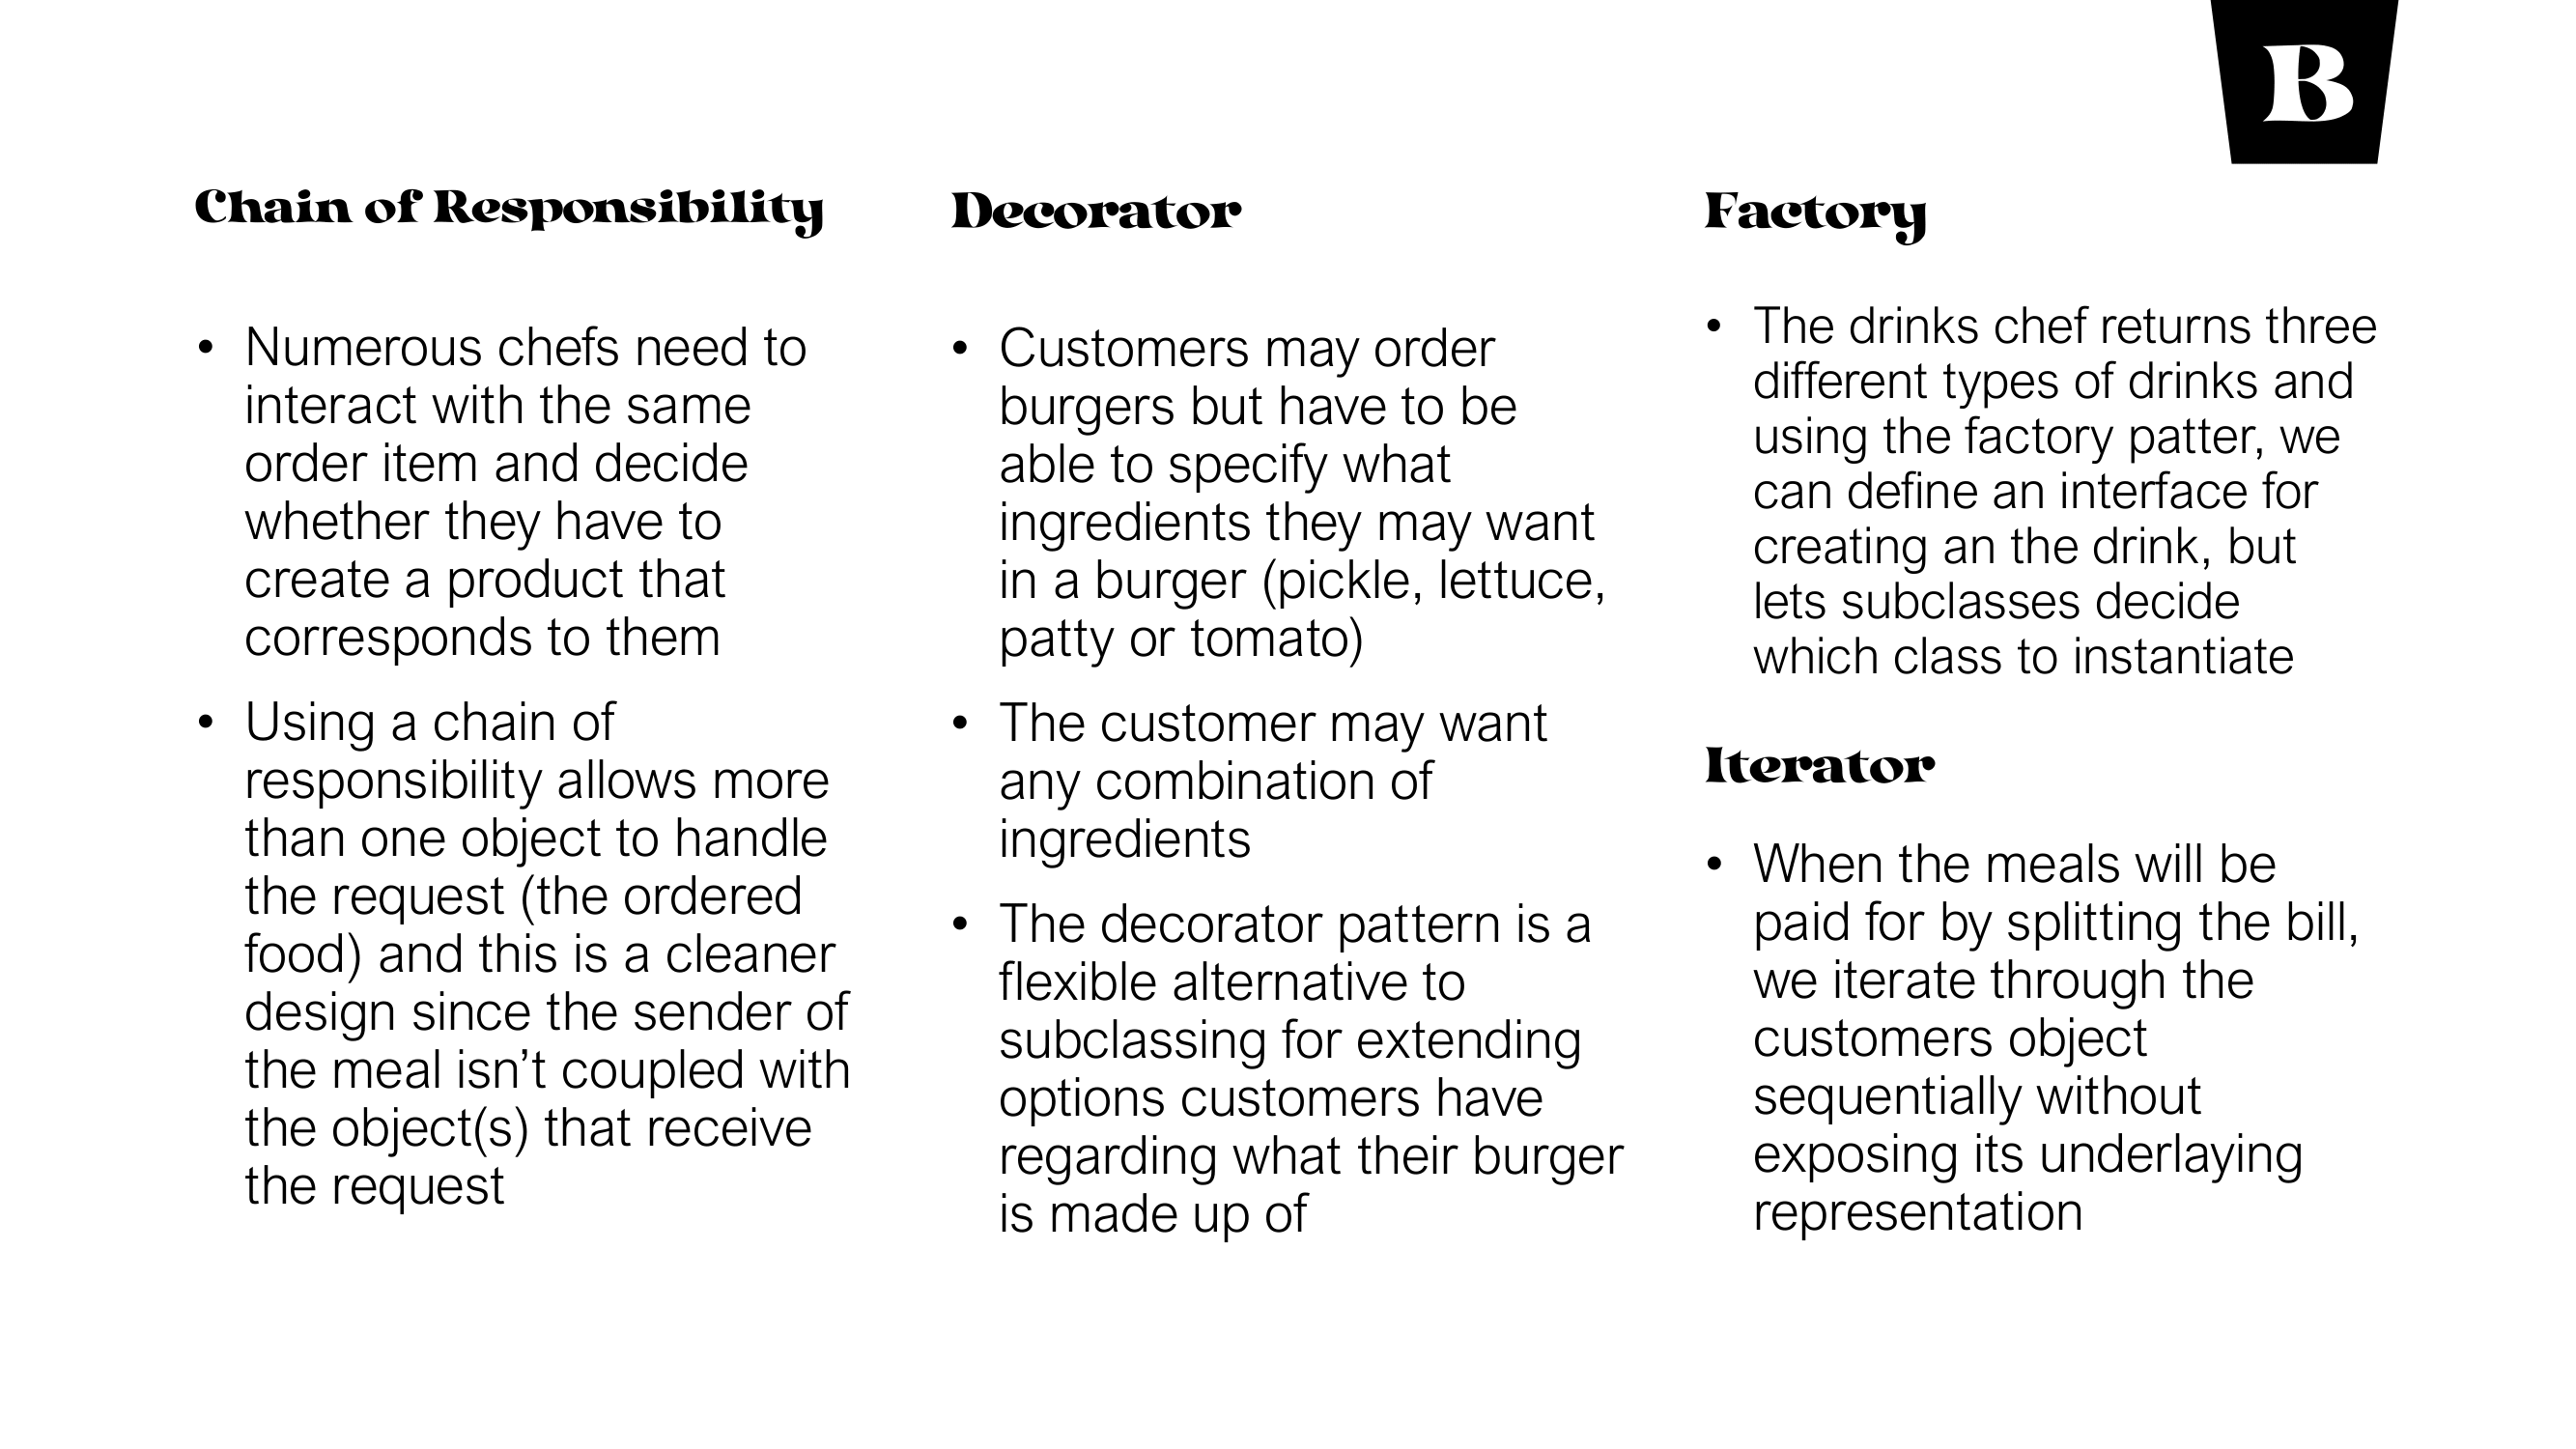 B
Chain of Responsibility
• Numerous chefs need to
interact with the same
order item and decide
whether they have to
create a product that
corresponds to them
• Using a chain of
responsibility allows more
than one object to handle
the request (the ordered
food) and this is a cleaner
design since the sender of
the meal isn’t coupled with
the object(s) that receive
the request
Decorator
• Customers may order
burgers but have to be
able to specify what
ingredients they may want
in a burger (pickle, lettuce,
patty or tomato)
• The customer may want
any combination of
ingredients
• The decorator pattern is a
flexible alternative to
subclassing for extending
options customers have
regarding what their burger
is made up of
Factory
• The drinks chef returns three
different types of drinks and
using the factory patter, we
can define an interface for
creating an the drink, but
lets subclasses decide
which class to instantiate
Iterator
• When the meals will be
paid for by splitting the bill,
we iterate through the
customers object
sequentially without
exposing its underlaying
representation